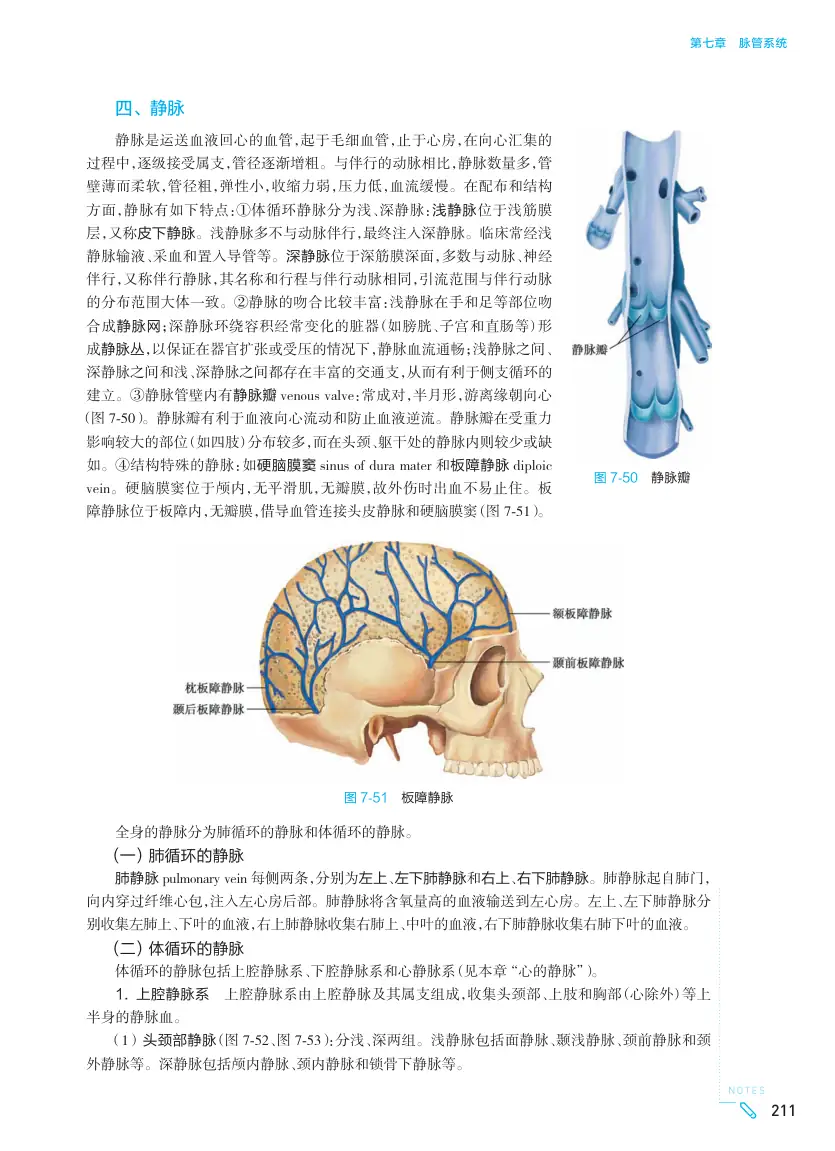 第七章 脉管系统
四、静脉
静脉是运送血液回心的血管,起于毛细血管,止于心房,在向心汇集的
过程中,逐级接受属支,管径逐渐增粗。与伴行的动脉相比,静脉数量多,管
壁薄而柔软,管径粗,弹性小,收缩力弱,压力低,血流缓慢。在配布和结构
方面,静脉有如下特点:①体循环静脉分为浅、深静脉:浅静脉位于浅筋膜
层,又称皮下静脉。浅静脉多不与动脉伴行,最终注入深静脉。临床常经浅
静脉输液、采血和置入导管等。深静脉位于深筋膜深面,多数与动脉、神经
伴行,又称伴行静脉,其名称和行程与伴行动脉相同,引流范围与伴行动脉
的分布范围大体一致。②静脉的吻合比较丰富:浅静脉在手和足等部位吻
合成静脉网;深静脉环绕容积经常变化的脏器(如膀胱、子宫和直肠等)形
成静脉丛,以保证在器官扩张或受压的情况下,静脉血流通畅;浅静脉之间、
深静脉之间和浅、深静脉之间都存在丰富的交通支,从而有利于侧支循环的
建立。③静脉管壁内有静脉瓣 venous valve:常成对,半月形,游离缘朝向心
(图 7-50)。静脉瓣有利于血液向心流动和防止血液逆流。静脉瓣在受重力
影响较大的部位(如四肢)分布较多,而在头颈、躯干处的静脉内则较少或缺
如。④结构特殊的静脉:如硬脑膜窦 sinus of dura mater 和板障静脉 diploic
vein。硬脑膜窦位于颅内,无平滑肌,无瓣膜,故外伤时出血不易止住。板
障静脉位于板障内,无瓣膜,借导血管连接头皮静脉和硬脑膜窦(图 7-51)。
静脉瓣
图 7-50 静脉瓣
额板障静脉
颞前板障静脉
枕板障静脉
颞后板障静脉
图 7-51 板障静脉
全身的静脉分为肺循环的静脉和体循环的静脉。
(一)肺循环的静脉
肺静脉 pulmonary vein 每侧两条,分别为左上、左下肺静脉和右上、右下肺静脉。肺静脉起自肺门,
向内穿过纤维心包,注入左心房后部。肺静脉将含氧量高的血液输送到左心房。左上、左下肺静脉分
别收集左肺上、下叶的血液,右上肺静脉收集右肺上、中叶的血液,右下肺静脉收集右肺下叶的血液。
(二)体循环的静脉
体循环的静脉包括上腔静脉系、下腔静脉系和心静脉系(见本章“心的静脉”)。
1. 上腔静脉系 上腔静脉系由上腔静脉及其属支组成,收集头颈部、上肢和胸部(心除外)等上
半身的静脉血。
(1)头颈部静脉(图 7-52、图 7-53):分浅、深两组。浅静脉包括面静脉、颞浅静脉、颈前静脉和颈
外静脉等。深静脉包括颅内静脉、颈内静脉和锁骨下静脉等。
NOTES
211